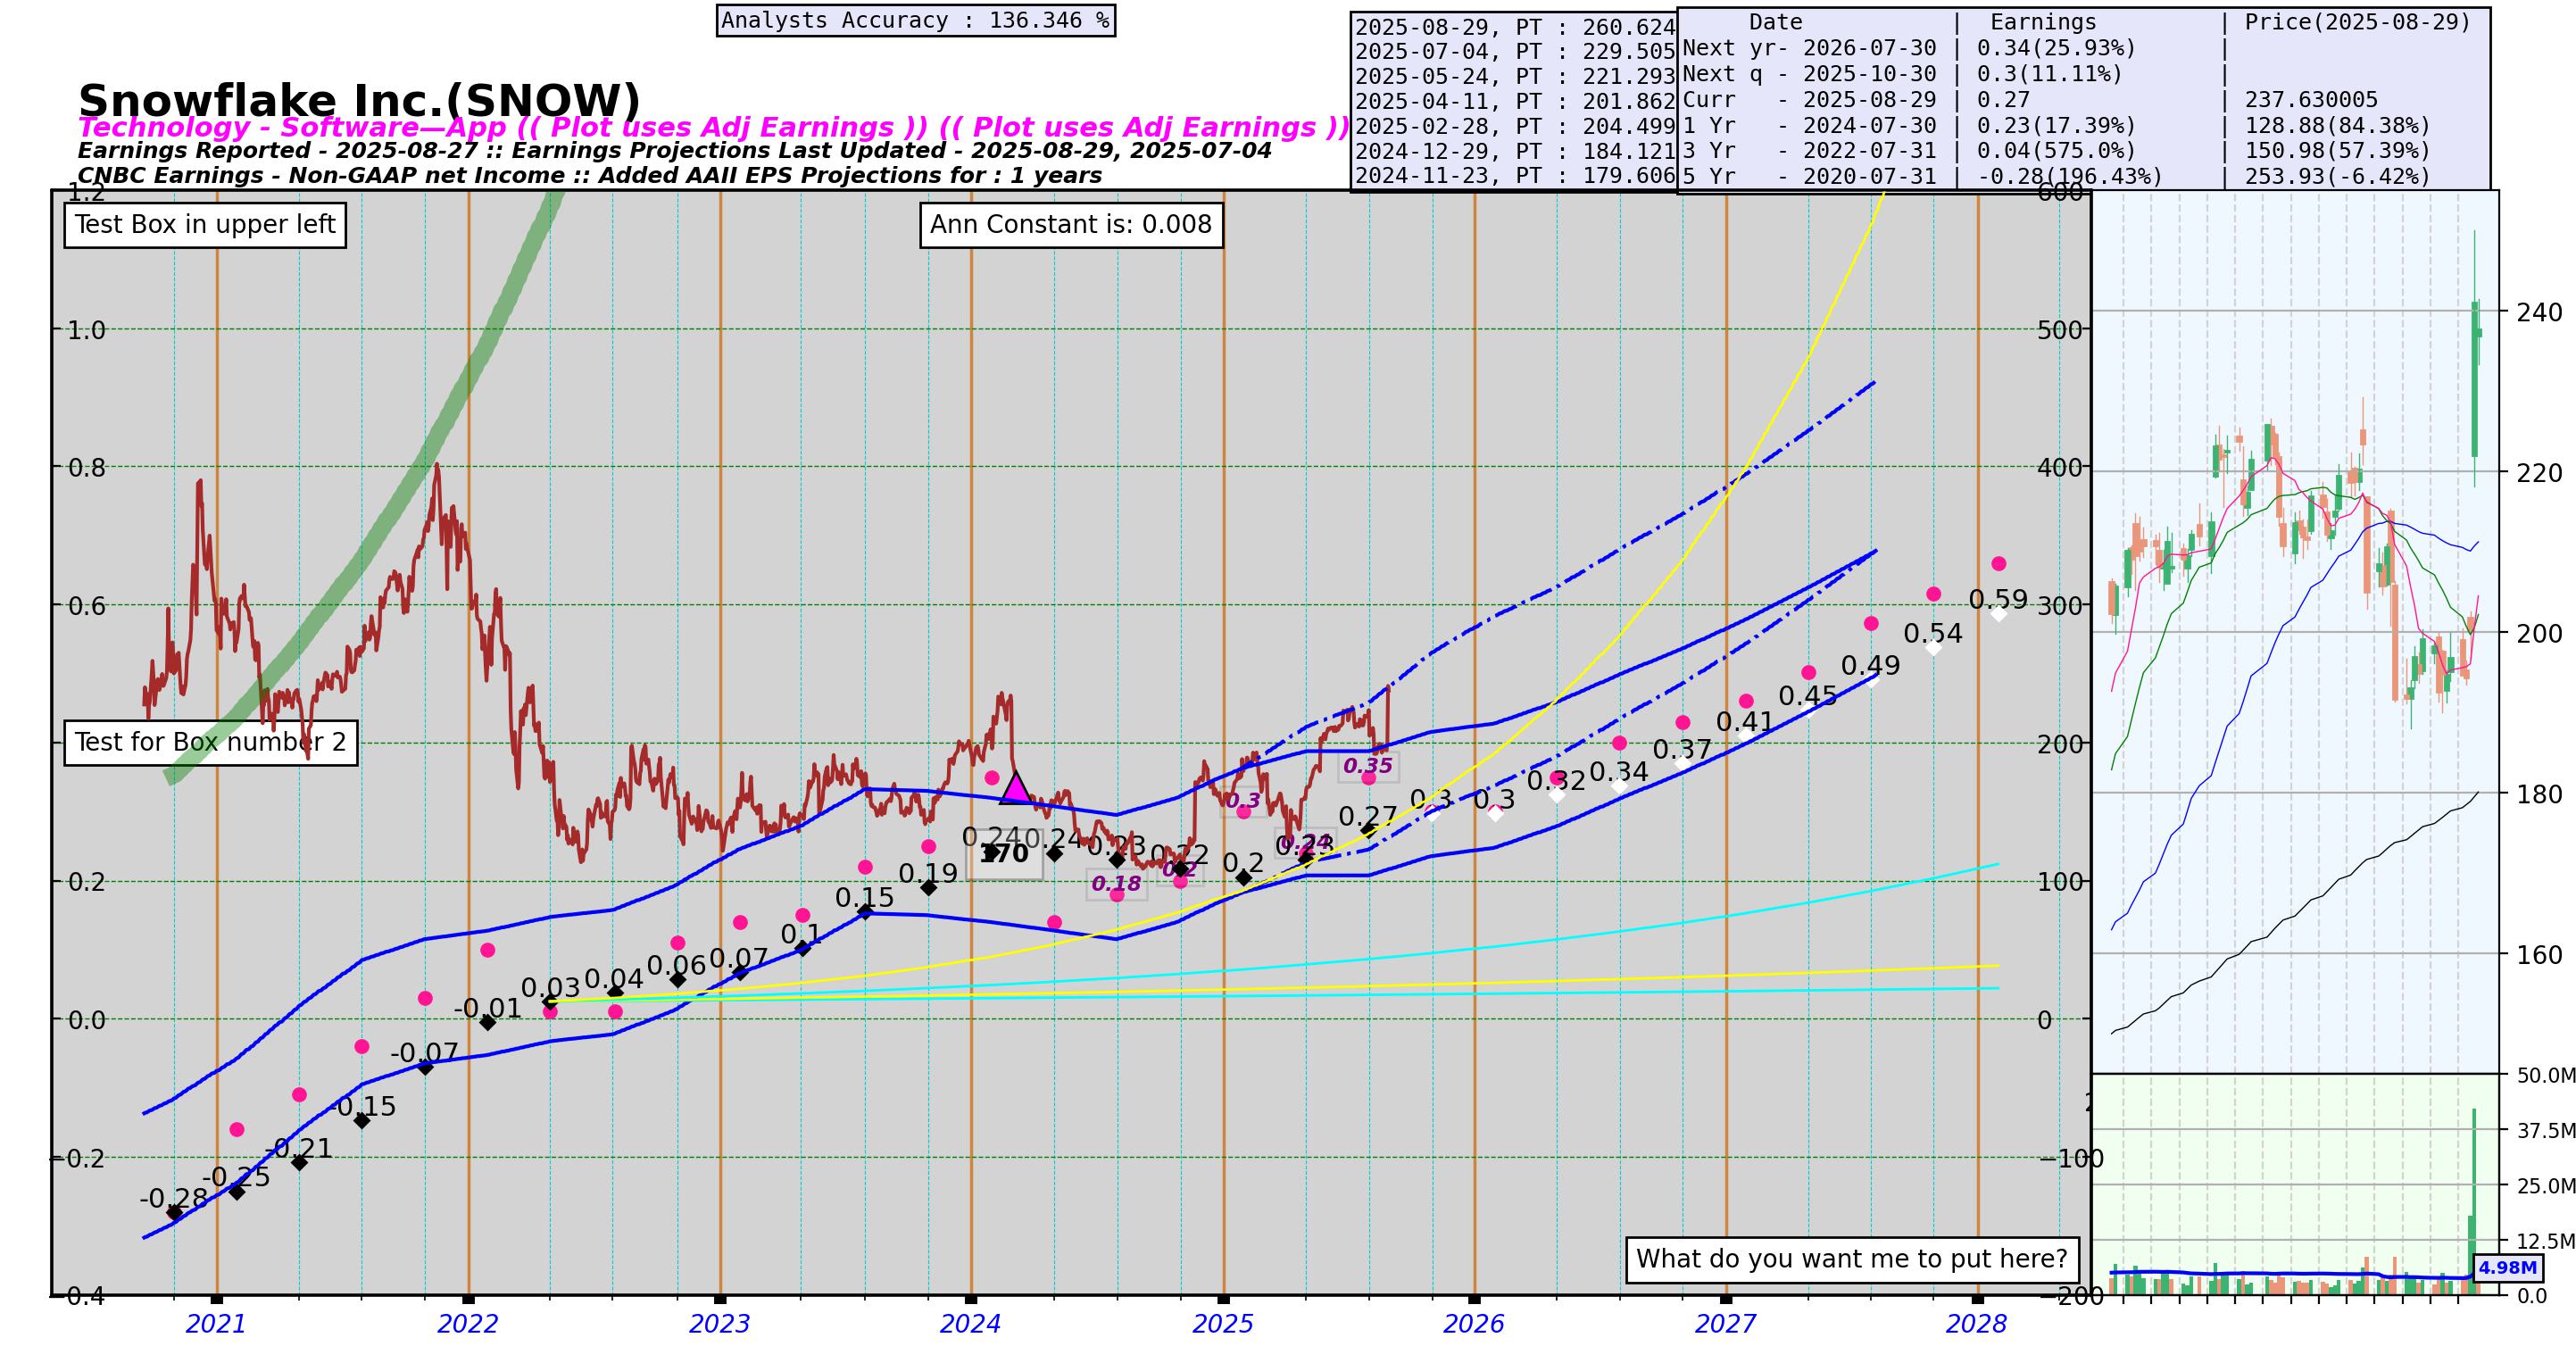 Analysts Accuracy : 136.346 %
2025-08-29, PT : 260.624
2025-07-04, PT : 229.505
2025-05-24, PT : 221.293
2025-04-11, PT : 201.862
2025-02-28, PT : 204.499
2024-12-29, PT : 184.121
2024-11-23, PT : 179.606
Date | Earnings | Price(2025-08-29)
Next yr- 2026-07-30 | 0.34(25.93%) |
Next q - 2025-10-30 | 0.3(11.11%) |
Curr - 2025-08-29 | 0.27 | 237.630005
1 Yr - 2024-07-30 | 0.23(17.39%) | 128.88(84.38%)
3 Yr - 2022-07-31 | 0.04(575.0%) | 150.98(57.39%)
5 Yr - 2020-07-31 | -0.28(196.43%) | 253.93(-6.42%)
Snowflake Inc.(SNOW)
Technology - Software—App (( Plot uses Adj Earnings )) (( Plot uses Adj Earnings ))
Earnings Reported - 2025-08-27 :: Earnings Projections Last Updated - 2025-08-29, 2025-07-04
CNBC Earnings - Non-GAAP net Income :: Added AAII EPS Projections for : 1 years
Test Box in upper left
Ann Constant is: 0.008
Test for Box number 2
What do you want me to put here?
1.2
1.0
0.8
0.6
0.2
0.0
−0.2
−0.4
-0.28
-0.25
-0.21
-0.15
-0.07
-0.01
0.03
0.04
0.06
0.07
0.1
0.15
0.19
0.24
0.24
0.23
0.22
0.2
0.23
0.27
0.3
0.3
0.32
0.34
0.37
0.41
0.45
0.49
0.54
0.59
0.18
0.2
0.3
0.24
0.35
600
500
400
300
200
100
0
−100
−200
240
220
200
180
160
50.0M
37.5M
25.0M
12.5M
4.98M
0.0
2021
2022
2023
2024
2025
2026
2027
2028